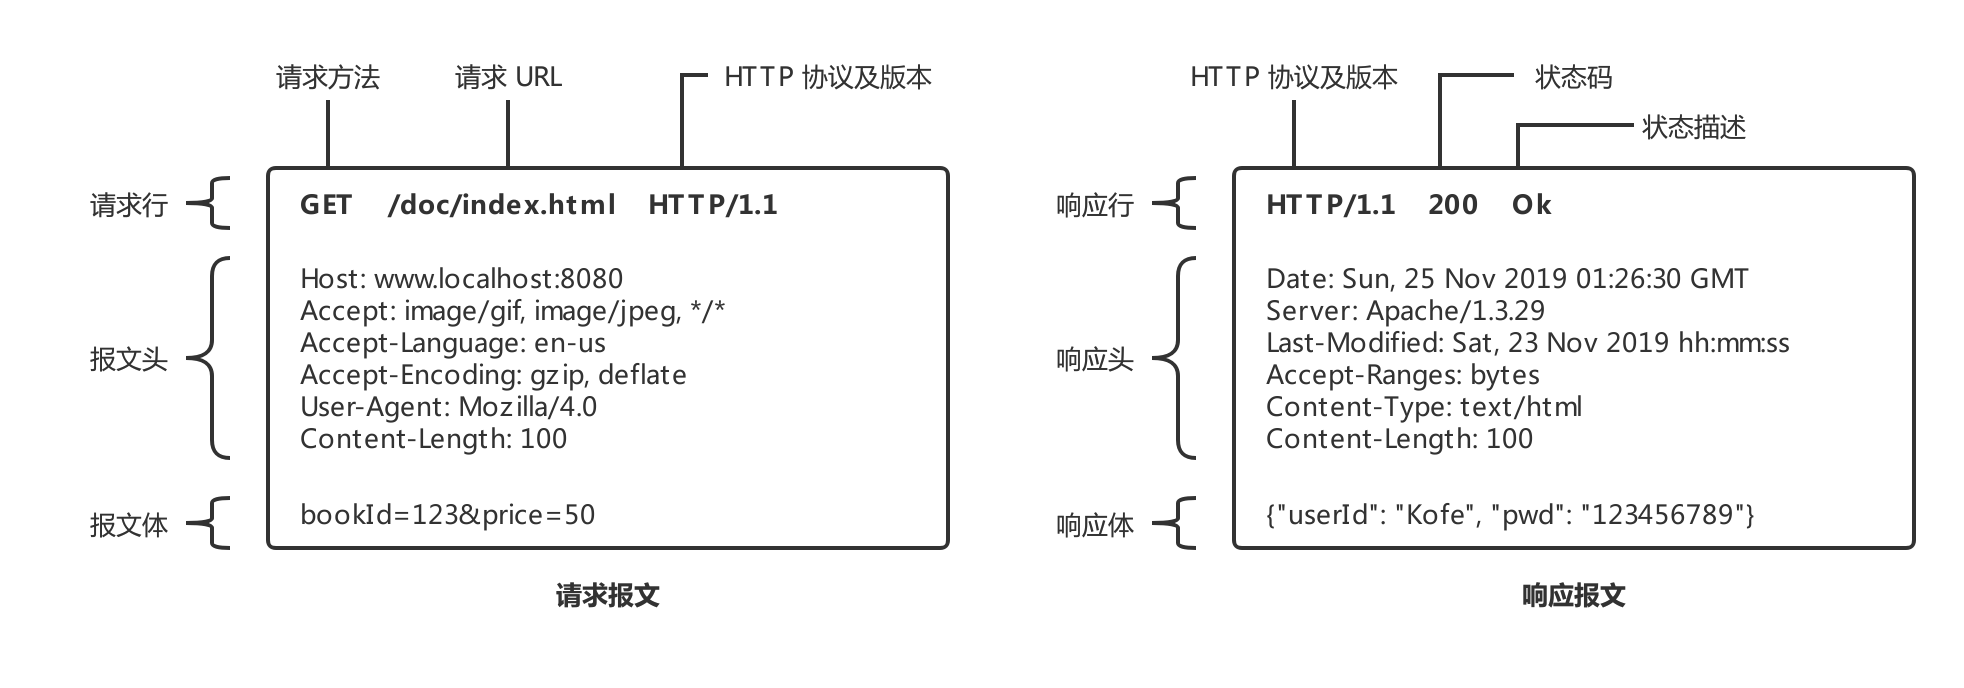 请求方法 请求 URL HTTP 协议及版本
请求行 GET /doc/index.html HTTP/1.1
报文头
Host: www.localhost:8080
Accept: image/gif, image/jpeg, */*
Accept-Language: en-us
Accept-Encoding: gzip, deflate
User-Agent: Mozilla/4.0
Content-Length: 100
报文体 bookId=123&price=50
请求报文
HTTP 协议及版本 状态码
状态描述
响应行 HTTP/1.1 200 Ok
响应头
Date: Sun, 25 Nov 2019 01:26:30 GMT
Server: Apache/1.3.29
Last-Modified: Sat, 23 Nov 2019 hh:mm:ss
Accept-Ranges: bytes
Content-Type: text/html
Content-Length: 100
响应体 {"userId": "Kofe", "pwd": "123456789"}
响应报文